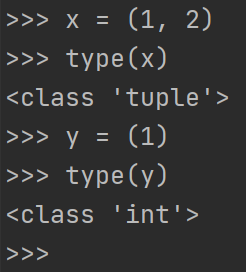 >>> x = (1, 2)
>>> type(x)
<class 'tuple'>
>>> y = (1)
>>> type(y)
<class 'int'>
>>>